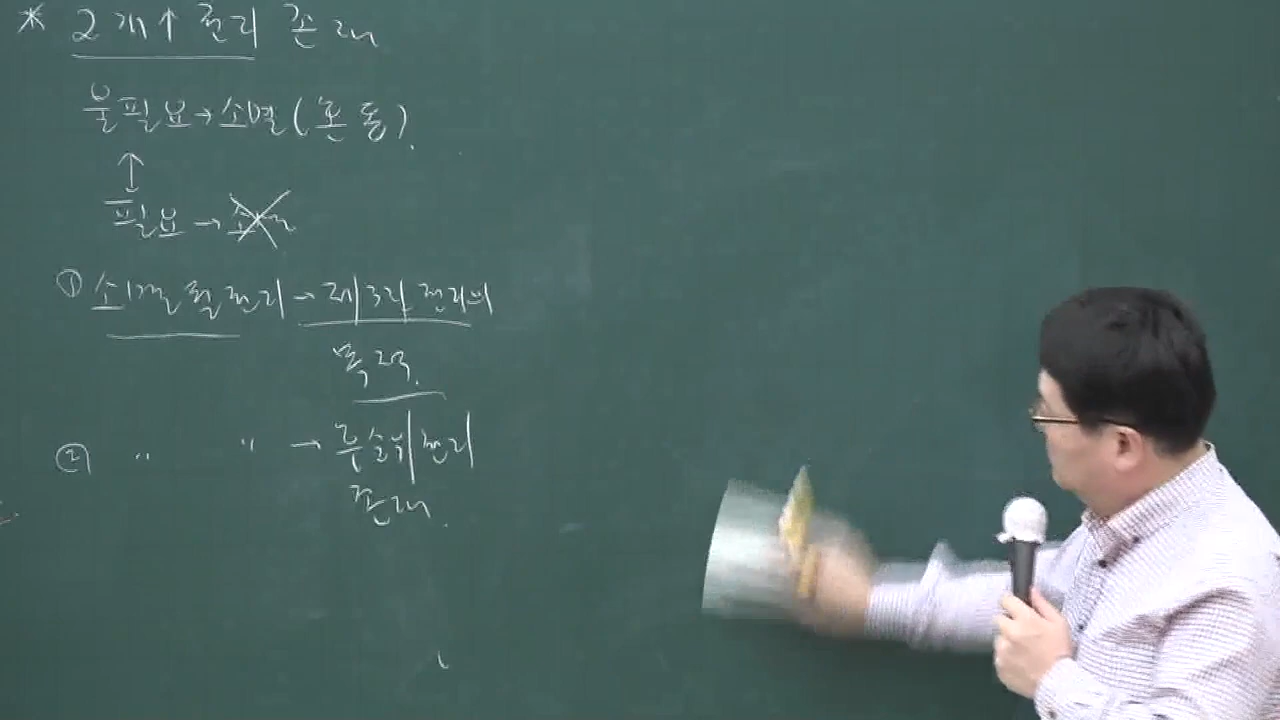 * 2개↑ 권리 존재
불필요→소멸(혼동).
↕
필요→소멸
① 소멸할권리→제3자 권리의
목적.
② 〃 〃 → 후순위권리
존재.